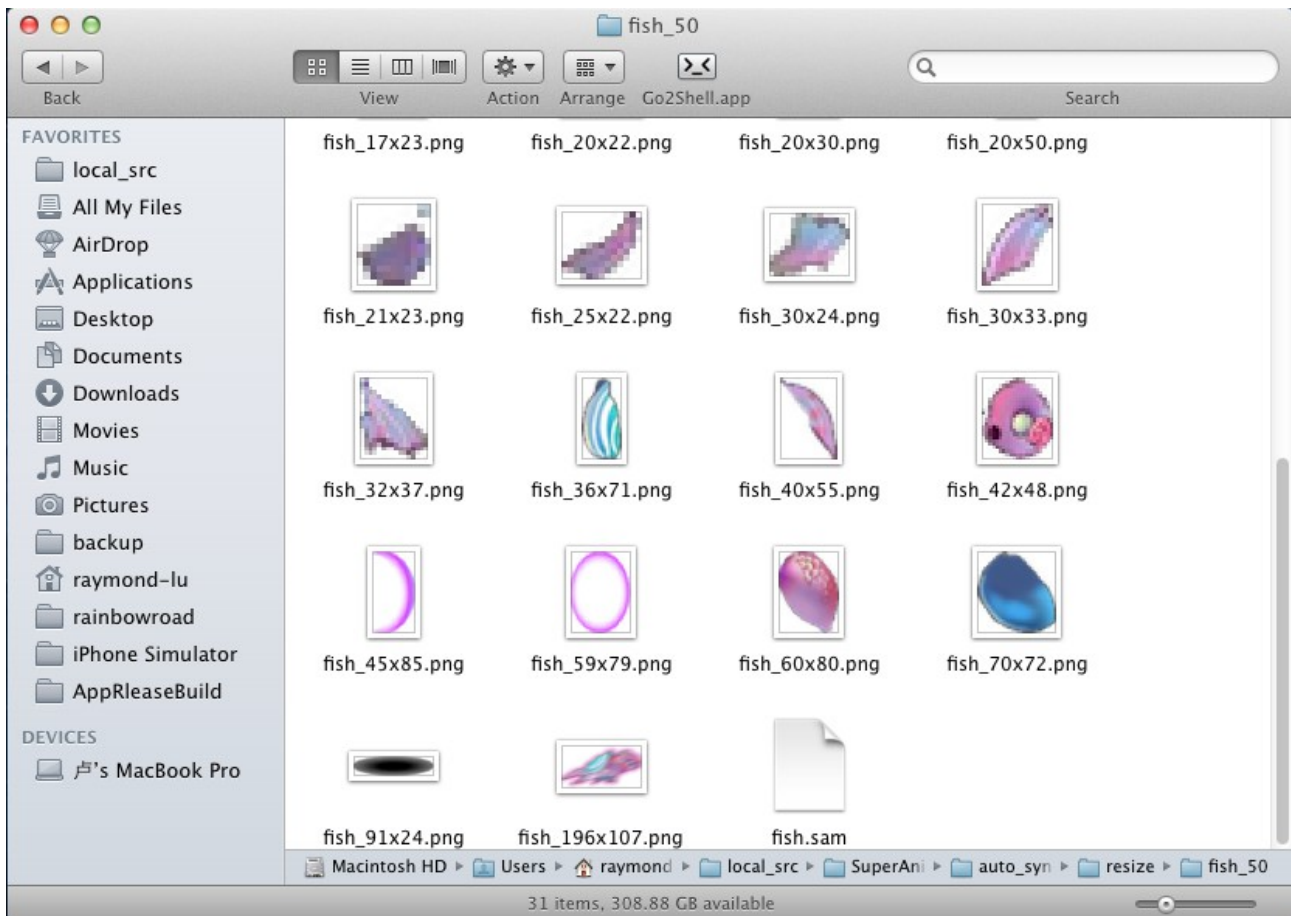 fish_50
Back View Action Arrange Go2Shell.app Search
FAVORITES
local_src
All My Files
AirDrop
Applications
Desktop
Documents
Downloads
Movies
Music
Pictures
backup
raymond-lu
rainbowroad
iPhone Simulator
AppRleaseBuild
DEVICES
卢's MacBook Pro
fish_17x23.png fish_20x22.png fish_20x30.png fish_20x50.png
fish_21x23.png fish_25x22.png fish_30x24.png fish_30x33.png
fish_32x37.png fish_36x71.png fish_40x55.png fish_42x48.png
fish_45x85.png fish_59x79.png fish_60x80.png fish_70x72.png
fish_91x24.png fish_196x107.png fish.sam
Macintosh HD Users raymond local_src SuperAni auto_syn resize fish_50
31 items, 308.88 GB available